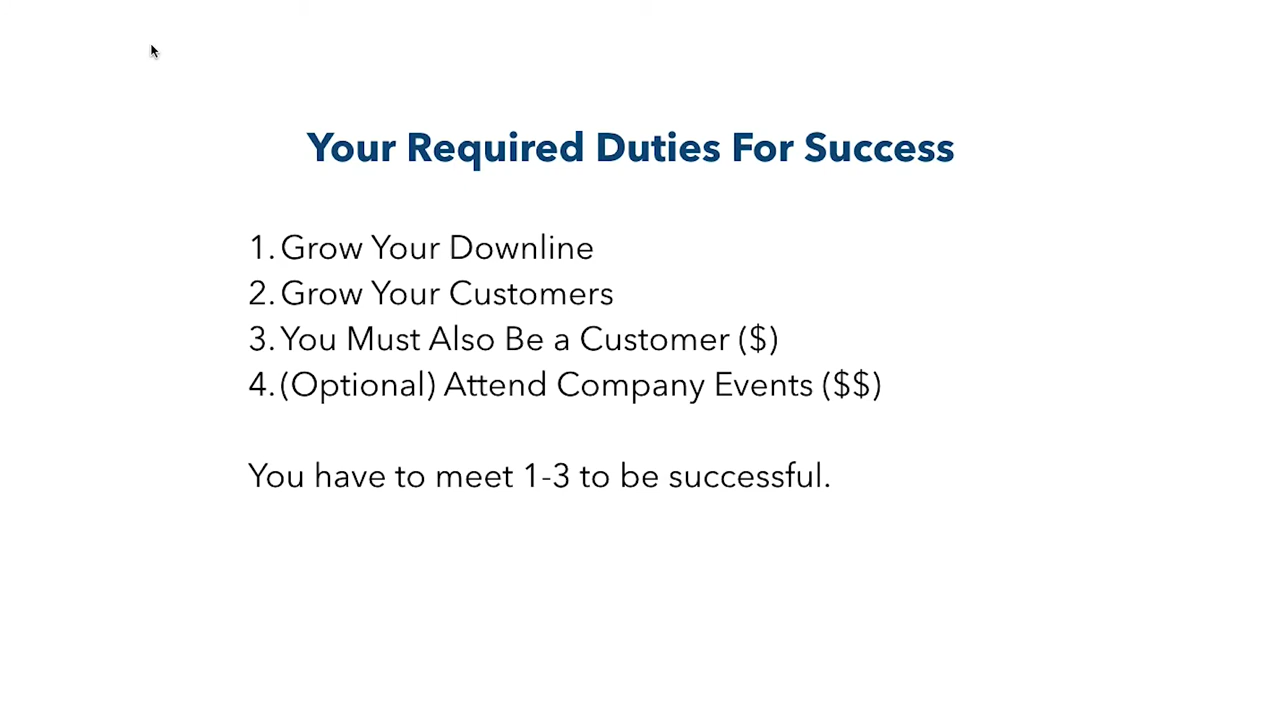 Your Required Duties For Success
1. Grow Your Downline
2. Grow Your Customers
3. You Must Also Be a Customer ($)
4. (Optional) Attend Company Events ($$)
You have to meet 1-3 to be successful.